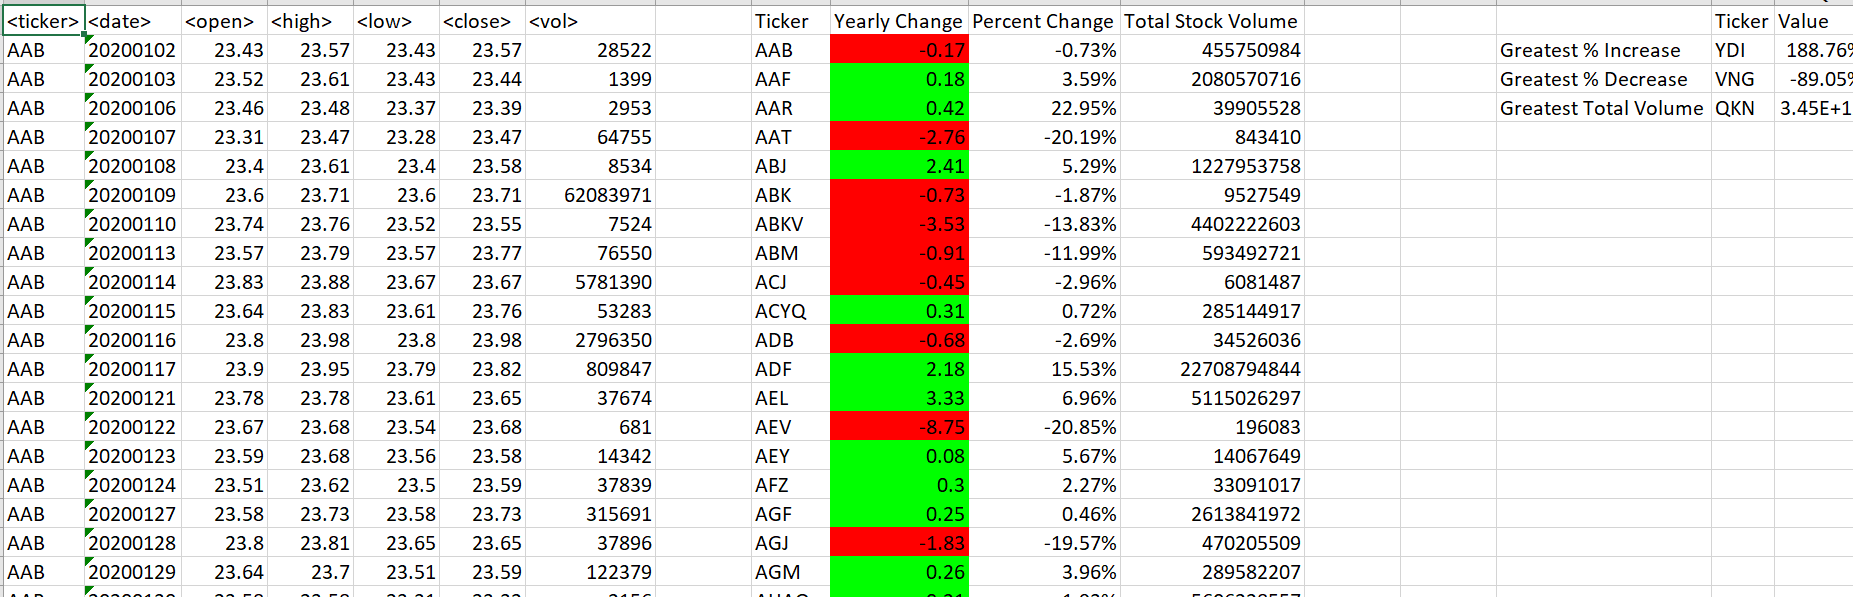 <ticker> <date> <open> <high> <low> <close> <vol> Ticker Yearly Change Percent Change Total Stock Volume Ticker Value
AAB 20200102 23.43 23.57 23.43 23.57 28522 AAB -0.17 -0.73% 455750984 Greatest % Increase YDI 188.76%
AAB 20200103 23.52 23.61 23.43 23.44 1399 AAF 0.18 3.59% 2080570716 Greatest % Decrease VNG -89.05%
AAB 20200106 23.46 23.48 23.37 23.39 2953 AAR 0.42 22.95% 39905528 Greatest Total Volume QKN 3.45E+1
AAB 20200107 23.31 23.47 23.28 23.47 64755 AAT -2.76 -20.19% 843410
AAB 20200108 23.4 23.61 23.4 23.58 8534 ABJ 2.41 5.29% 1227953758
AAB 20200109 23.6 23.71 23.6 23.71 62083971 ABK -0.73 -1.87% 9527549
AAB 20200110 23.74 23.76 23.52 23.55 7524 ABKV -3.53 -13.83% 4402222603
AAB 20200113 23.57 23.79 23.57 23.77 76550 ABM -0.91 -11.99% 593492721
AAB 20200114 23.83 23.88 23.67 23.67 5781390 ACJ -0.45 -2.96% 6081487
AAB 20200115 23.64 23.83 23.61 23.76 53283 ACYQ 0.31 0.72% 285144917
AAB 20200116 23.8 23.98 23.8 23.98 2796350 ADB -0.68 -2.69% 34526036
AAB 20200117 23.9 23.95 23.79 23.82 809847 ADF 2.18 15.53% 22708794844
AAB 20200121 23.78 23.78 23.61 23.65 37674 AEL 3.33 6.96% 5115026297
AAB 20200122 23.67 23.68 23.54 23.68 681 AEV -8.75 -20.85% 196083
AAB 20200123 23.59 23.68 23.56 23.58 14342 AEY 0.08 5.67% 14067649
AAB 20200124 23.51 23.62 23.5 23.59 37839 AFZ 0.3 2.27% 33091017
AAB 20200127 23.58 23.73 23.58 23.73 315691 AGF 0.25 0.46% 2613841972
AAB 20200128 23.8 23.81 23.65 23.65 37896 AGJ -1.83 -19.57% 470205509
AAB 20200129 23.64 23.7 23.51 23.59 122379 AGM 0.26 3.96% 289582207